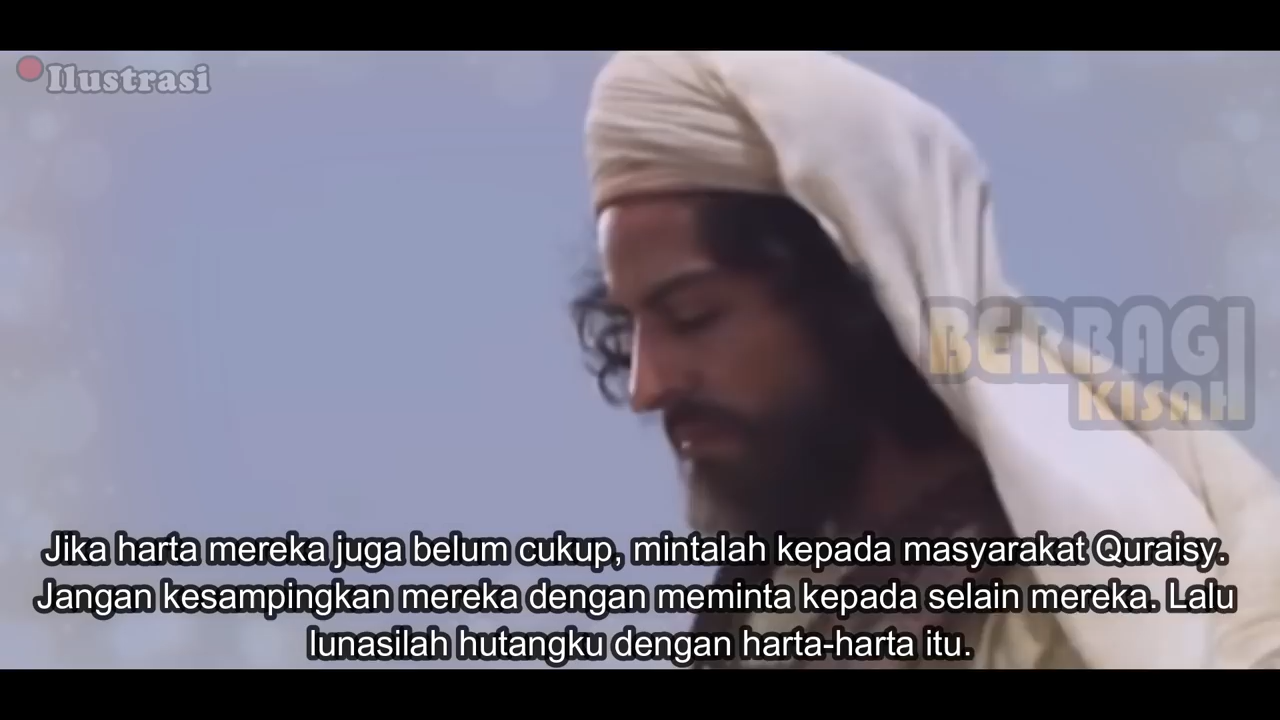 Ilustrasi
BERBAGI
KISAH
Jika harta mereka juga belum cukup, mintalah kepada masyarakat Quraisy.
Jangan kesampingkan mereka dengan meminta kepada selain mereka. Lalu
lunasilah hutangku dengan harta-harta itu.